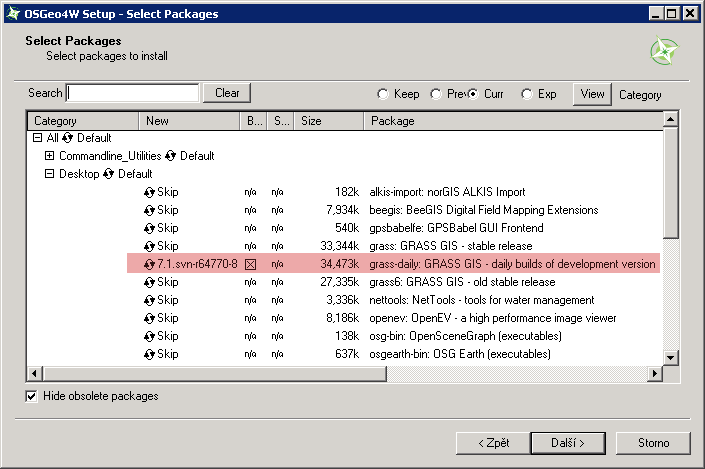 OSGeo4W Setup - Select Packages
Select Packages
Select packages to install
Search Clear Keep Prev Curr Exp View Category
Category New B... S... Size Package
All Default
Commandline_Utilities Default
Desktop Default
Skip n/a n/a 182k alkis-import: norGIS ALKIS Import
Skip n/a n/a 7,934k beegis: BeeGIS Digital Field Mapping Extensions
Skip n/a n/a 540k gpsbabelfe: GPSBabel GUI Frontend
Skip n/a n/a 33,344k grass: GRASS GIS - stable release
7.1.svn-r64770-8 n/a 34,473k grass-daily: GRASS GIS - daily builds of development version
Skip n/a n/a 27,335k grass6: GRASS GIS - old stable release
Skip n/a n/a 3,336k nettools: NetTools - tools for water management
Skip n/a n/a 8,186k openev: OpenEV - a high performance image viewer
Skip n/a n/a 138k osg-bin: OpenSceneGraph (executables)
Skip n/a n/a 637k osgearth-bin: OSG Earth (executables)
Hide obsolete packages
< Zpět Další > Storno